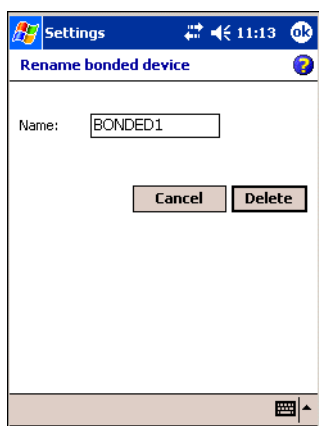 Settings 11:13 ok
Rename bonded device ?
Name: BONDED1
Cancel Delete